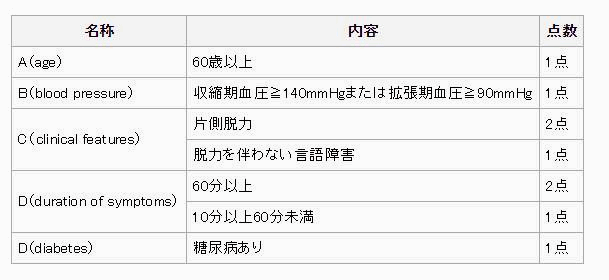 名称 内容 点数
A(age) 60歳以上 1点
B(blood pressure) 収縮期血圧≧140mmHgまたは拡張期血圧≧90mmHg 1点
C(clinical features) 片側脱力 2点
脱力を伴わない言語障害 1点
D(duration of symptoms) 60分以上 2点
10分以上60分未満 1点
D(diabetes) 糖尿病あり 1点